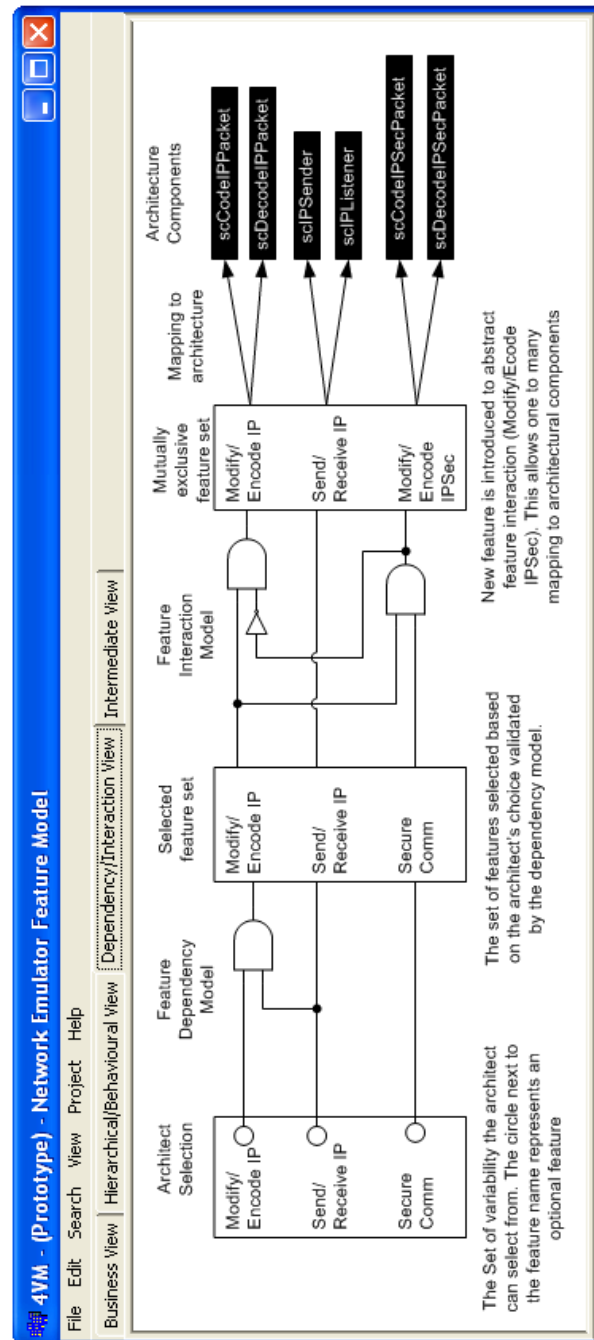 4VM - (Prototype) - Network Emulator Feature Model
File Edit Search View Project Help
Business View Hierarchical/Behavioural View Dependency/Interaction View Intermediate View
Architect
Selection
Feature
Dependency
Model
Selected
feature set
Feature
Interaction
Model
Mutually
exclusive
feature set
Mapping to
architecture
Architecture
Components
Modify/
Encode IP
Send/
Receive IP
Secure
Comm
Modify/
Encode IP
Send/
Receive IP
Secure
Comm
Modify/
Encode IP
Send/
Receive IP
Modify/
Encode
IPSec
scCodeIPPacket
scDecodeIPPacket
scIPSender
scIPListener
scCodeIPSecPacket
scDecodeIPSecPacket
The Set of variability the architect
can select from. The circle next to
the feature name represents an
optional feature
The set of features selected based
on the architect's choice validated
by the dependency model.
New feature is introduced to abstract
feature interaction (Modify/Ecode
IPSec). This allows one to many
mapping to architectural components